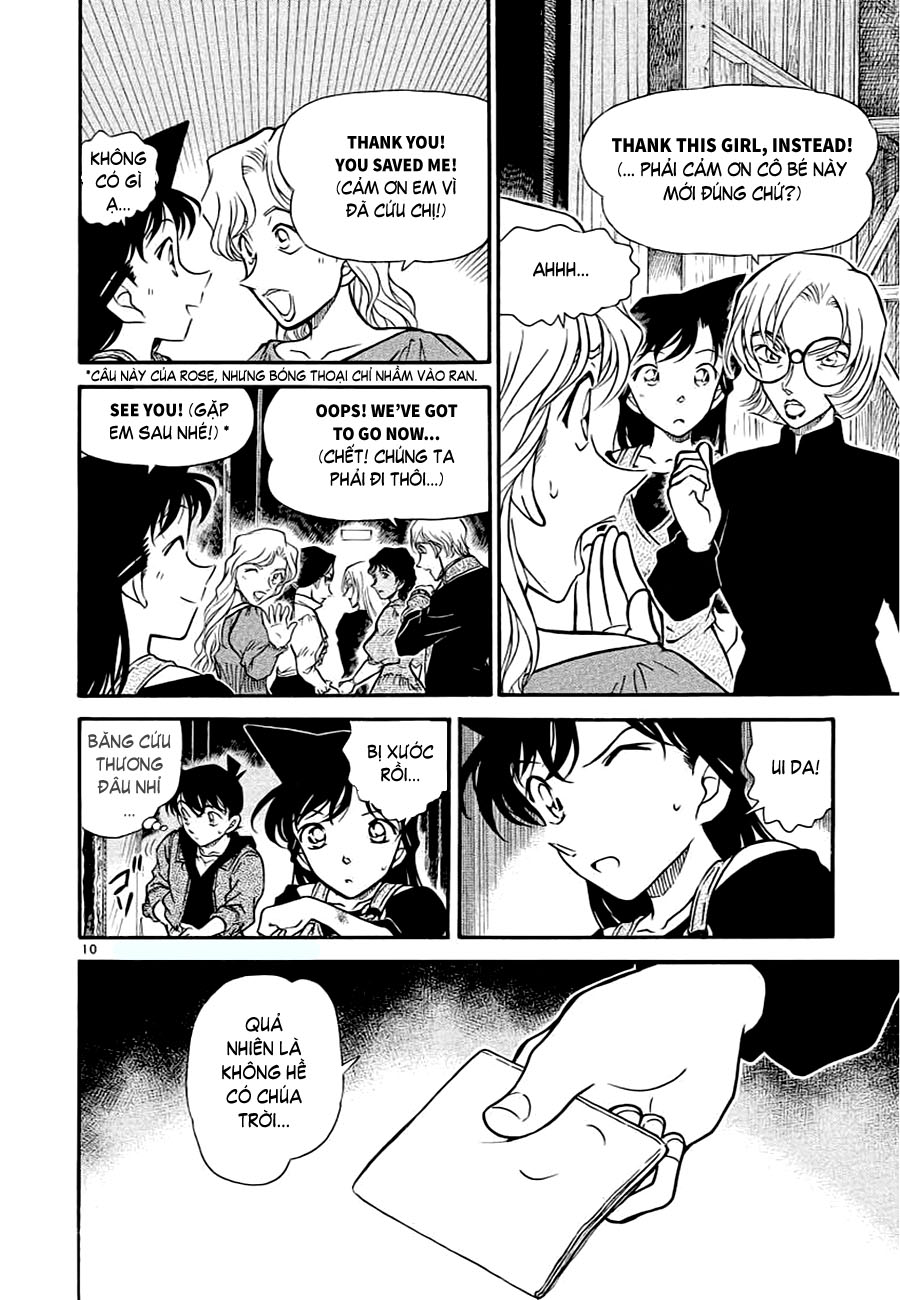 THANK THIS GIRL, INSTEAD!
(... PHẢI CẢM ƠN CÔ BÉ NÀY
MỚI ĐÚNG CHỨ?)
AHHH...
THANK YOU!
YOU SAVED ME!
(CẢM ƠN EM VÌ
ĐÃ CỨU CHỊ!)
KHÔNG
CÓ GÌ
Ạ...
*CÂU NÀY CỦA ROSE, NHƯNG BÓNG THOẠI CHỈ NHẦM VÀO RAN.
OOPS! WE'VE GOT
TO GO NOW...
(CHẾT! CHÚNG TA
PHẢI ĐI THÔI...)
SEE YOU! (GẶP
EM SAU NHÉ!) *
UI DA!
BỊ XƯỚC
RỒI...
BĂNG CỨU
THƯƠNG
ĐÂU NHỈ
...
10
QUẢ
NHIÊN LÀ
KHÔNG HỀ
CÓ CHÚA
TRỜI...